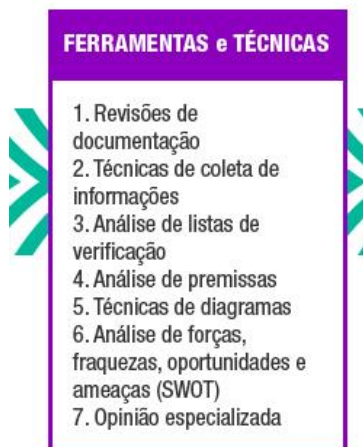 FERRAMENTAS e TÉCNICAS
1. Revisões de
documentação
2. Técnicas de coleta de
informações
3. Análise de listas de
verificação
4. Análise de premissas
5. Técnicas de diagramas
6. Análise de forças,
fraquezas, oportunidades e
ameaças (SWOT)
7. Opinião especializada